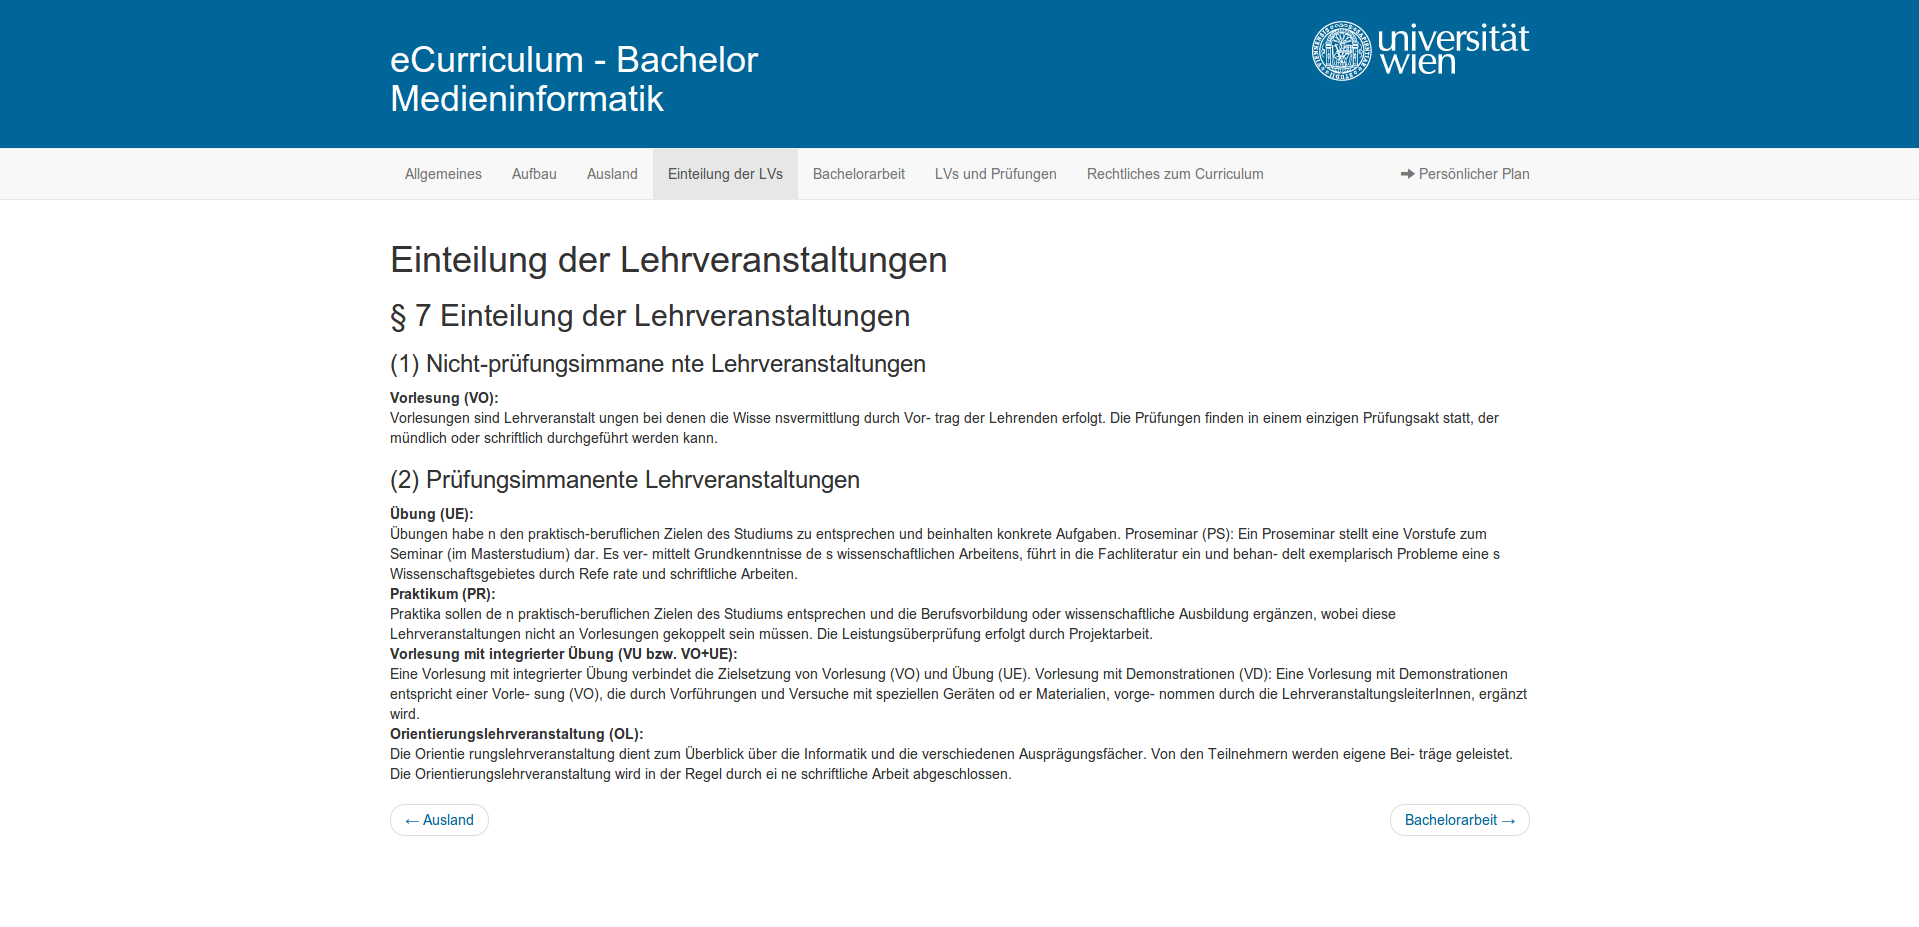 eCurriculum - Bachelor
Medieninformatik
universität
wien
Allgemeines Aufbau Ausland Einteilung der LVs Bachelorarbeit LVs und Prüfungen Rechtliches zum Curriculum Persönlicher Plan
Einteilung der Lehrveranstaltungen
§ 7 Einteilung der Lehrveranstaltungen
(1) Nicht-prüfungsimmane nte Lehrveranstaltungen
Vorlesung (VO):
Vorlesungen sind Lehrveranstalt ungen bei denen die Wisse nsvermittlung durch Vor- trag der Lehrenden erfolgt. Die Prüfungen finden in einem einzigen Prüfungsakt statt, der
mündlich oder schriftlich durchgeführt werden kann.
(2) Prüfungsimmanente Lehrveranstaltungen
Übung (UE):
Übungen habe n den praktisch-beruflichen Zielen des Studiums zu entsprechen und beinhalten konkrete Aufgaben. Proseminar (PS): Ein Proseminar stellt eine Vorstufe zum
Seminar (im Masterstudium) dar. Es ver- mittelt Grundkenntnisse de s wissenschaftlichen Arbeitens, führt in die Fachliteratur ein und behan- delt exemplarisch Probleme eine s
Wissenschaftsgebietes durch Refe rate und schriftliche Arbeiten.
Praktikum (PR):
Praktika sollen de n praktisch-beruflichen Zielen des Studiums entsprechen und die Berufsvorbildung oder wissenschaftliche Ausbildung ergänzen, wobei diese
Lehrveranstaltungen nicht an Vorlesungen gekoppelt sein müssen. Die Leistungsüberprüfung erfolgt durch Projektarbeit.
Vorlesung mit integrierter Übung (VU bzw. VO+UE):
Eine Vorlesung mit integrierter Übung verbindet die Zielsetzung von Vorlesung (VO) und Übung (UE). Vorlesung mit Demonstrationen (VD): Eine Vorlesung mit Demonstrationen
entspricht einer Vorle- sung (VO), die durch Vorführungen und Versuche mit speziellen Geräten od er Materialien, vorge- nommen durch die LehrveranstaltungsleiterInnen, ergänzt
wird.
Orientierungslehrveranstaltung (OL):
Die Orientie rungslehrveranstaltung dient zum Überblick über die Informatik und die verschiedenen Ausprägungsfächer. Von den Teilnehmern werden eigene Bei- träge geleistet.
Die Orientierungslehrveranstaltung wird in der Regel durch ei ne schriftliche Arbeit abgeschlossen.
← Ausland Bachelorarbeit →